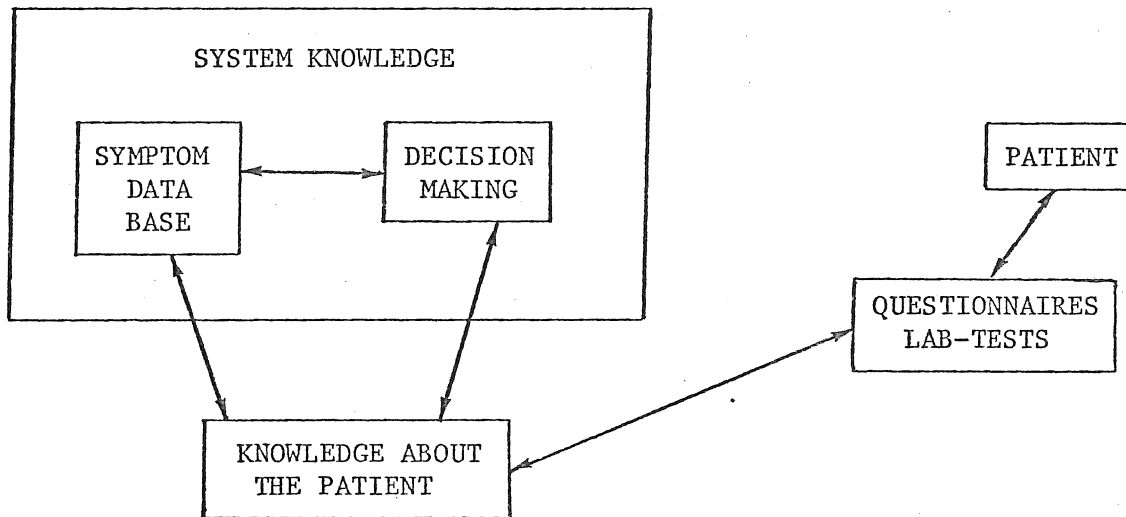 SYSTEM KNOWLEDGE
SYMPTOM
DATA
BASE
DECISION
MAKING
PATIENT
QUESTIONNAIRES
LAB-TESTS
KNOWLEDGE ABOUT
THE PATIENT